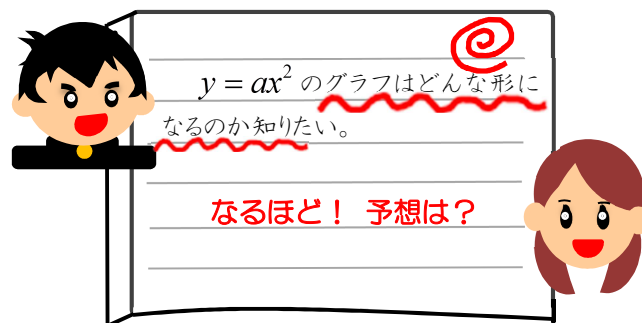 y = ax² のグラフはどんな形に
なるのか知りたい。
なるほど! 予想は?